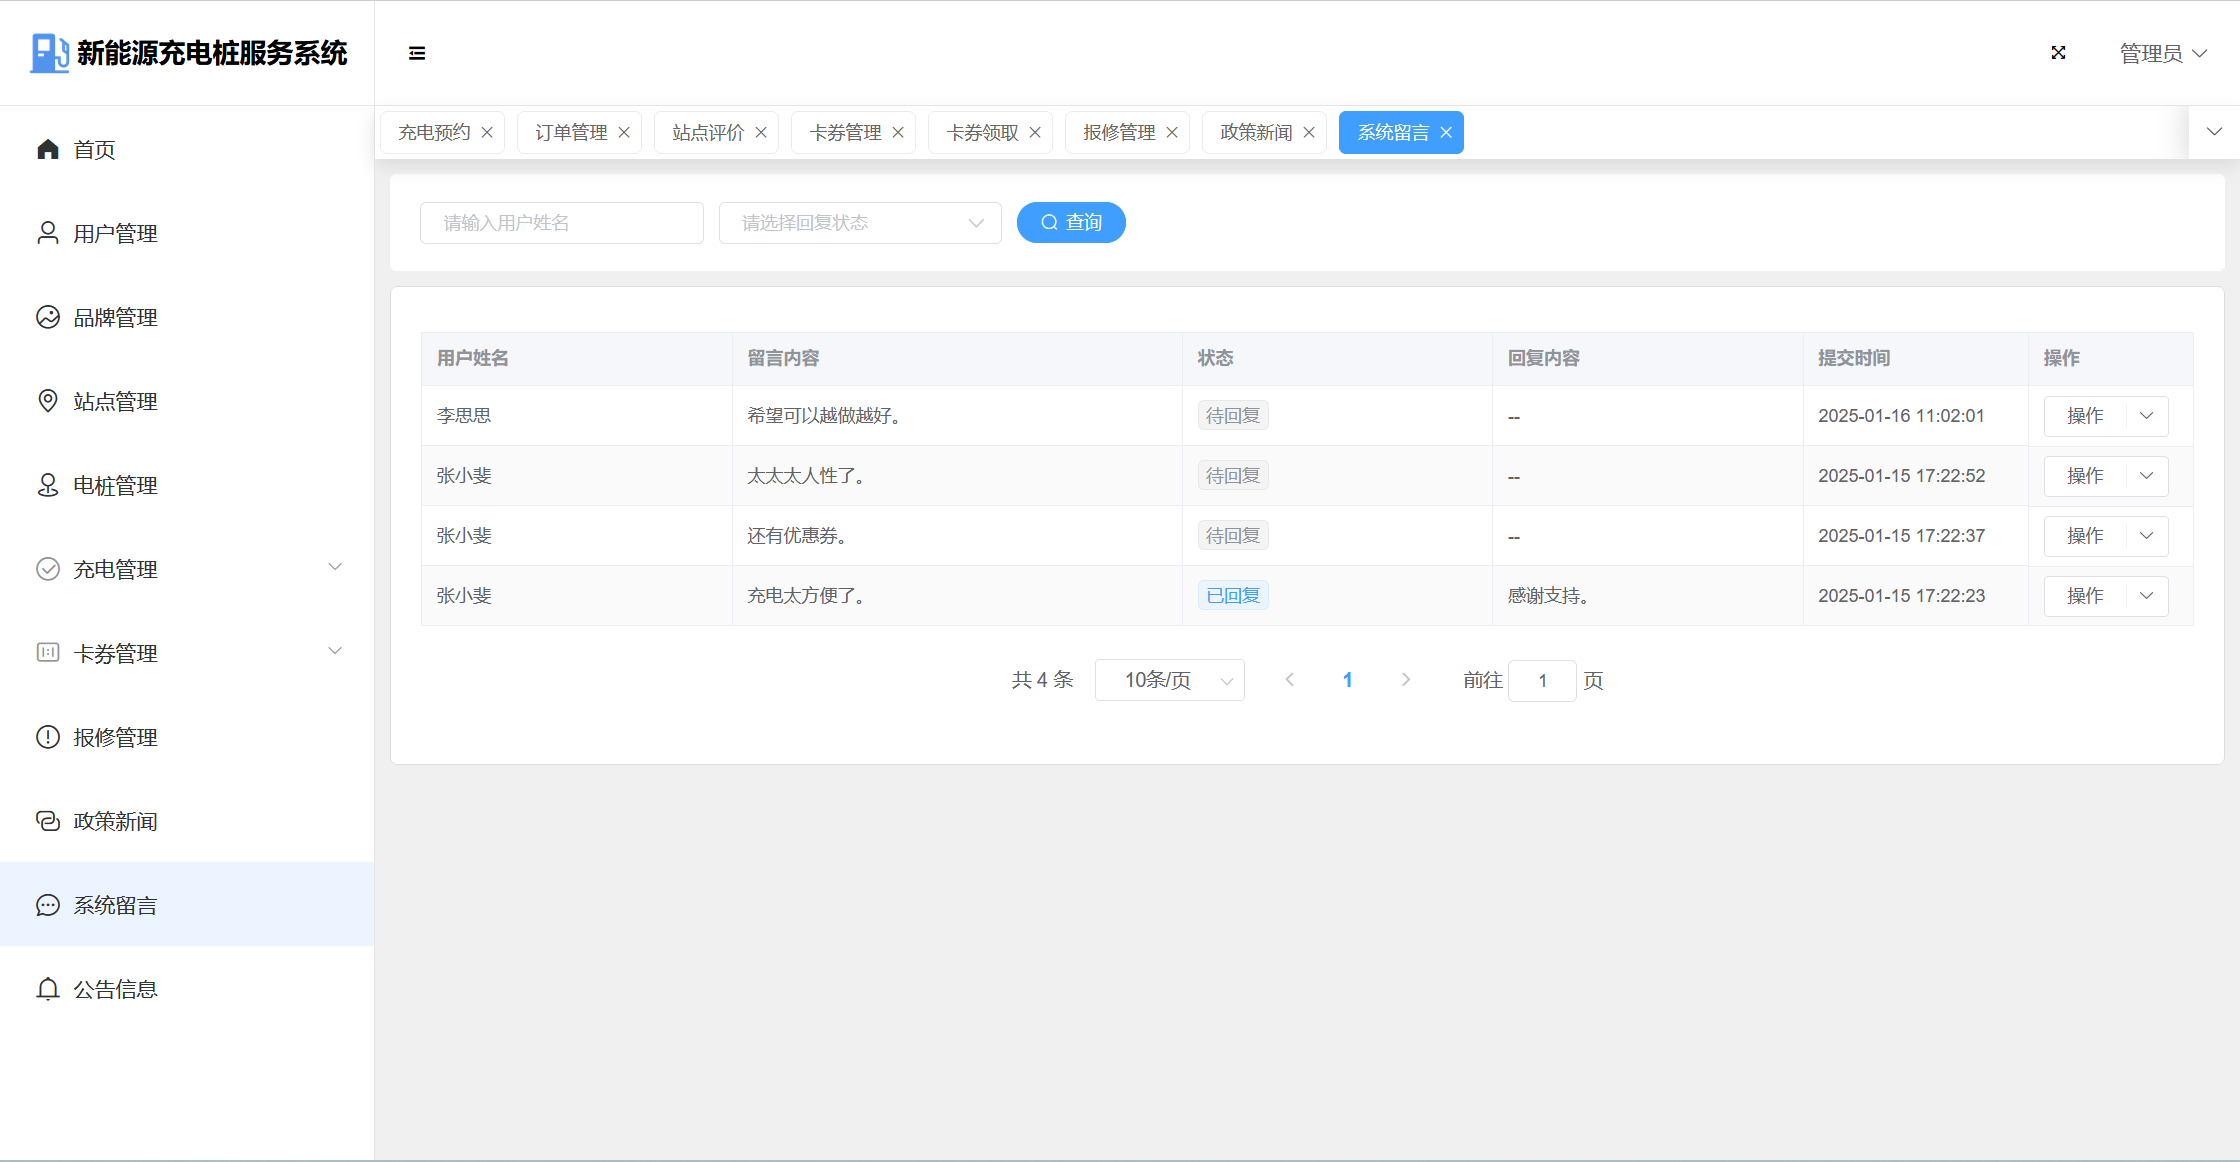 新能源充电桩服务系统
管理员
首页
用户管理
品牌管理
站点管理
电桩管理
充电管理
卡券管理
报修管理
政策新闻
系统留言
公告信息
充电预约 订单管理 站点评价 卡券管理 卡券领取 报修管理 政策新闻 系统留言
请输入用户姓名 请选择回复状态 查询
用户姓名 留言内容 状态 回复内容 提交时间 操作
李思思 希望可以越做越好。 待回复 -- 2025-01-16 11:02:01 操作
张小斐 太太太人性了。 待回复 -- 2025-01-15 17:22:52 操作
张小斐 还有优惠券。 待回复 -- 2025-01-15 17:22:37 操作
张小斐 充电太方便了。 已回复 感谢支持。 2025-01-15 17:22:23 操作
共 4 条 10条/页 1 前往 1 页